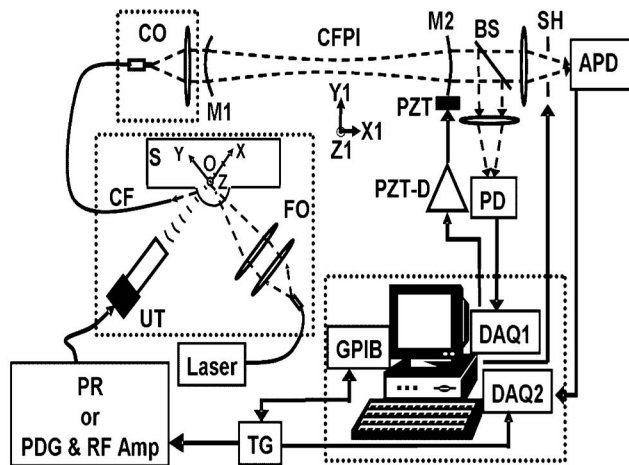 CO
CFPI
M2
BS
SH
APD
M1
Y1
X1
Z1
PZT
S
Y
X
O
Z
CF
FO
PZT-D
PD
UT
Laser
GPIB
DAQ1
DAQ2
PR
or
PDG & RF Amp
TG